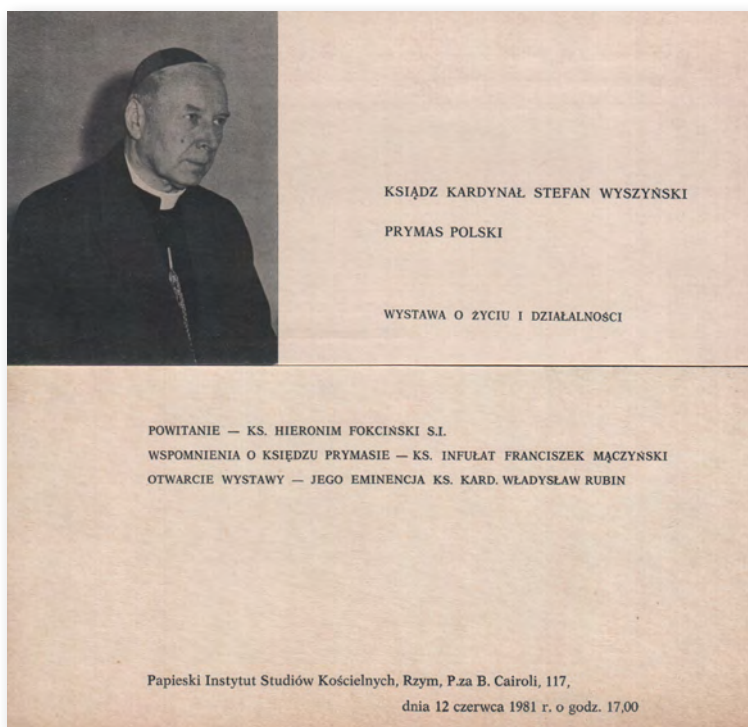 KSIĄDZ KARDYNAŁ STEFAN WYSZYŃSKI
PRYMAS POLSKI
WYSTAWA O ŻYCIU I DZIAŁALNOŚCI
POWITANIE — KS. HIERONIM FOKCIŃSKI S.I.
WSPOMNIENIA O KSIĘDZU PRYMASIE — KS. INFUŁAT FRANCISZEK MĄCZYŃSKI
OTWARCIE WYSTAWY — JEGO EMINENCJA KS. KARD. WŁADYSŁAW RUBIN
Papieski Instytut Studiów Kościelnych, Rzym, P.za B. Cairoli, 117,
dnia 12 czerwca 1981 r. o godz. 17,00